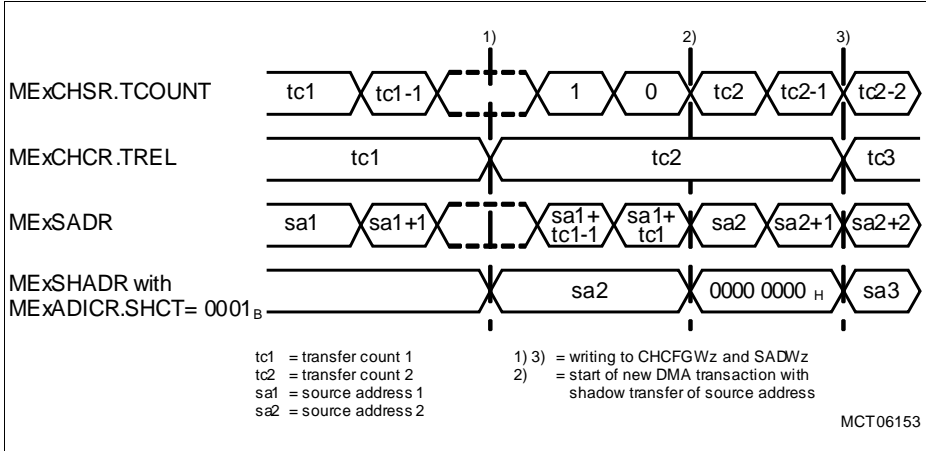 1) 2) 3)
MExCHSR.TCOUNT tc1 tc1-1 1 0 tc2 tc2-1 tc2-2
MExCHCR.TREL tc1 tc2 tc3
MExSADR sa1 sa1+1 sa1+ tc1-1 sa1+ tc1 sa2 sa2+1 sa2+2
MExSHADR with
MExADICR.SHCT= 0001B sa2 0000 0000 H sa3
tc1 = transfer count 1
tc2 = transfer count 2
sa1 = source address 1
sa2 = source address 2
1) 3) = writing to CHCFGWz and SADWz
2) = start of new DMA transaction with
shadow transfer of source address
MCT06153